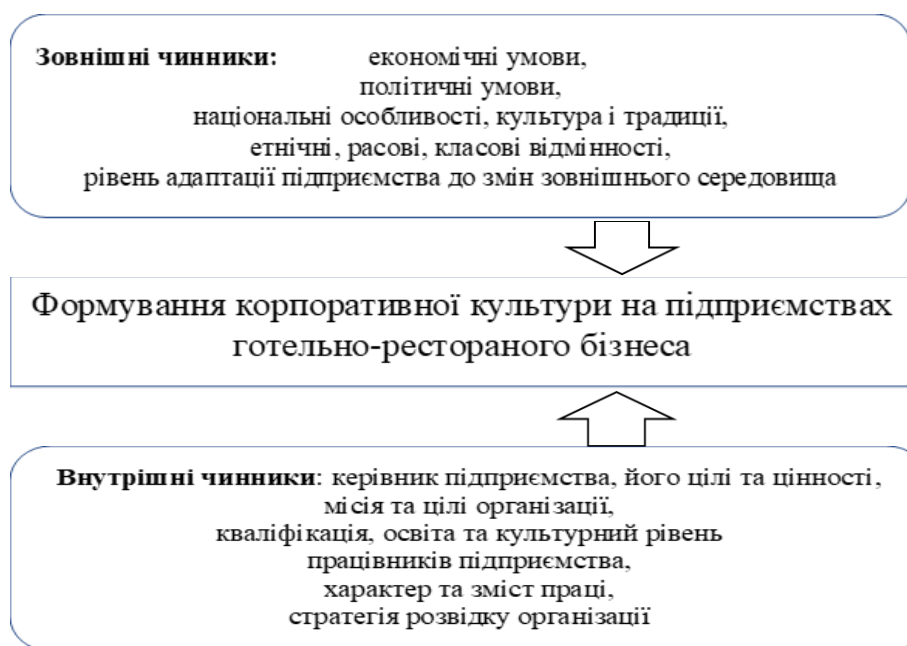 Зовнішні чинники: економічні умови,
політичні умови,
національні особливості, культура і традиції,
етнічні, расові, класові відмінності,
рівень адаптації підприємства до змін зовнішнього середовища
Формування корпоративної культури на підприємствах
готельно-ресторанoго бізнеса
Внутрішні чинники: керівник підприємства, його цілі та цінності,
місія та цілі організації,
кваліфікація, освіта та культурний рівень
працівників підприємства,
характер та зміст праці,
стратегія розвідку організації